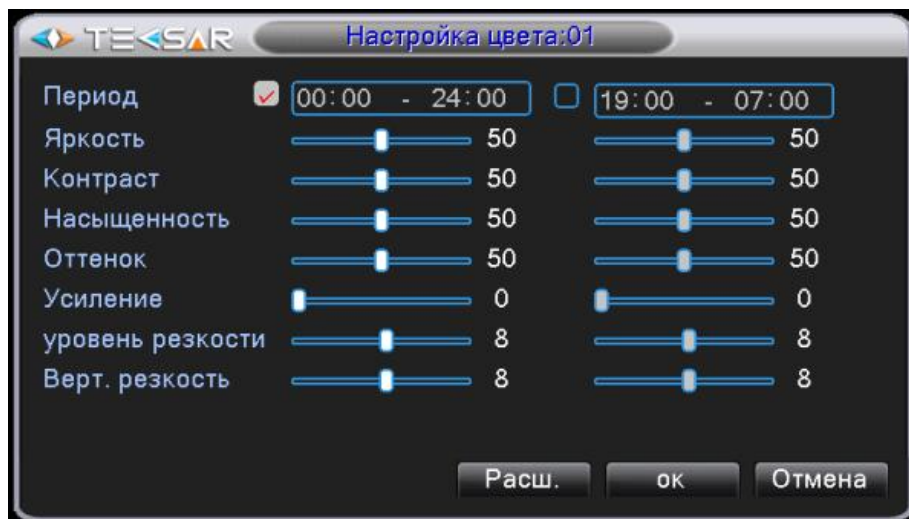 TECSAR Настройка цвета:01
Период 00:00 - 24:00 19:00 - 07:00
Яркость 50 50
Контраст 50 50
Насыщенность 50 50
Оттенок 50 50
Усиление 0 0
уровень резкости 8 8
Верт. резкость 8 8
Расш. ок Отмена